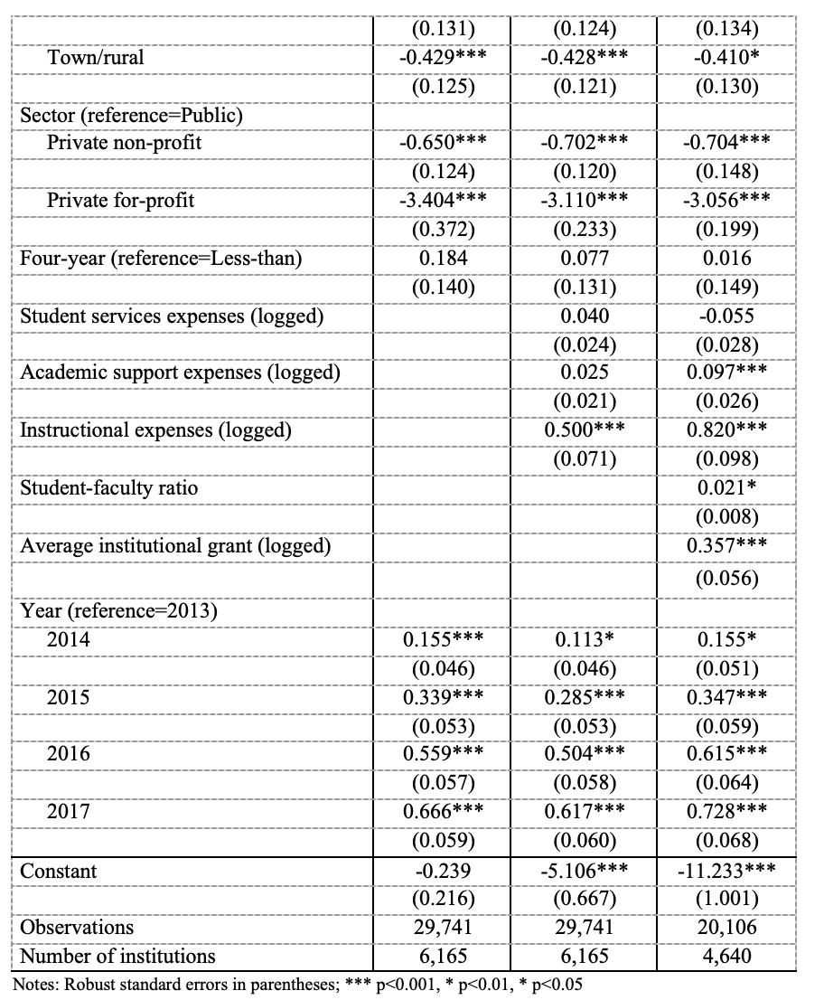 (0.131) (0.124) (0.134)
Town/rural -0.429*** -0.428*** -0.410*
(0.125) (0.121) (0.130)
Sector (reference=Public)
Private non-profit -0.650*** -0.702*** -0.704***
(0.124) (0.120) (0.148)
Private for-profit -3.404*** -3.110*** -3.056***
(0.372) (0.233) (0.199)
Four-year (reference=Less-than) 0.184 0.077 0.016
(0.140) (0.131) (0.149)
Student services expenses (logged) 0.040 -0.055
(0.024) (0.028)
Academic support expenses (logged) 0.025 0.097***
(0.021) (0.026)
Instructional expenses (logged) 0.500*** 0.820***
(0.071) (0.098)
Student-faculty ratio 0.021*
(0.008)
Average institutional grant (logged) 0.357***
(0.056)
Year (reference=2013)
2014 0.155*** 0.113* 0.155*
(0.046) (0.046) (0.051)
2015 0.339*** 0.285*** 0.347***
(0.053) (0.053) (0.059)
2016 0.559*** 0.504*** 0.615***
(0.057) (0.058) (0.064)
2017 0.666*** 0.617*** 0.728***
(0.059) (0.060) (0.068)
Constant -0.239 -5.106*** -11.233***
(0.216) (0.667) (1.001)
Observations 29,741 29,741 20,106
Number of institutions 6,165 6,165 4,640
Notes: Robust standard errors in parentheses; *** p<0.001, * p<0.01, * p<0.05